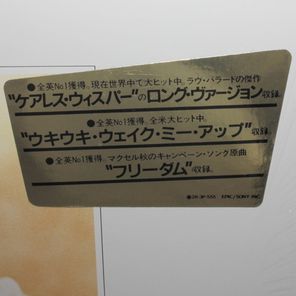 ●全英No.1獲得。現在世界中で大ヒット中。ラヴ・バラードの傑作
"ケアレス・ウィスパー"のロング・ヴァージョン収録。
●全英No.1獲得。全米大ヒット中。
"ウキウキ・ウェイク・ミー・アップ"収録。
●全英No.1獲得。マクセル秋のキャンペーン・ソング原曲
"フリーダム"収録。
●28・3P-555 EPIC/SONY INC.